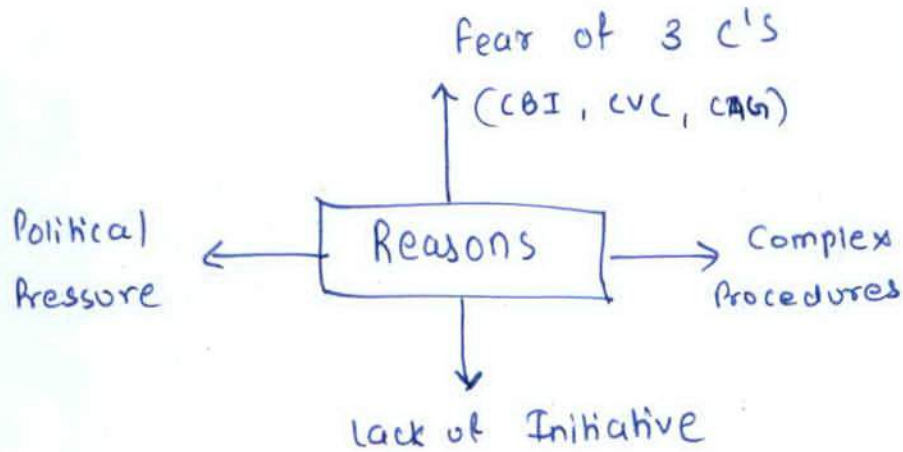 Fear of 3 C's
(CBI, CVC, CAG)
Political
Pressure
Reasons
Complex
Procedures
Lack of Initiative